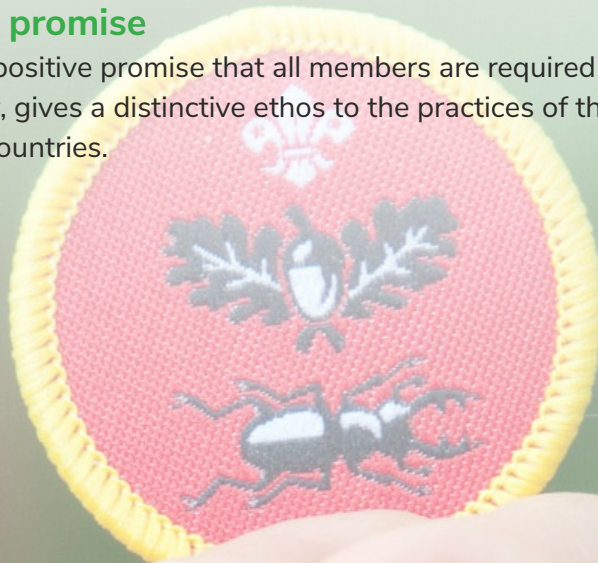 promise
positive promise that all members are required
, gives a distinctive ethos to the practices of th
ountries.